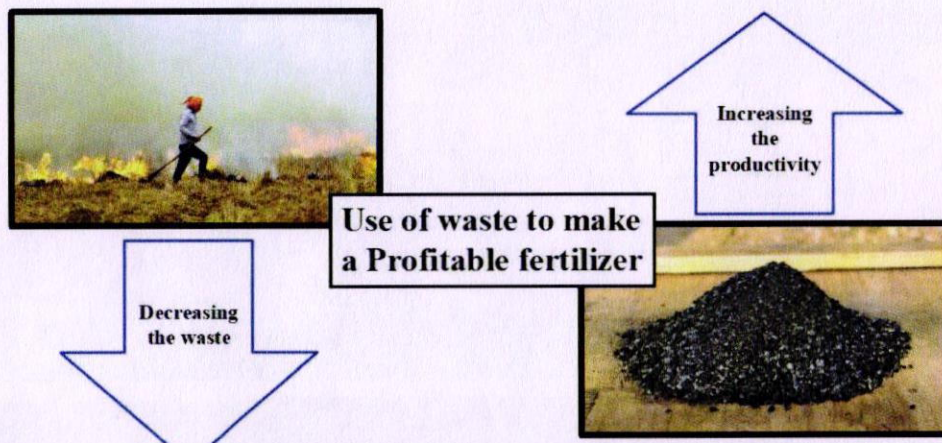 Increasing
the
productivity
Use of waste to make
a Profitable fertilizer
Decreasing
the waste